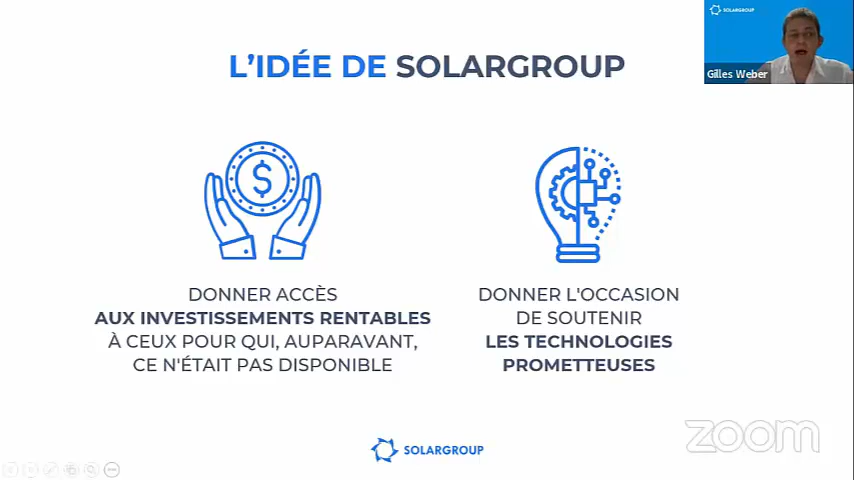 SOLARGROUP
Gilles Weber
L'IDÉE DE SOLARGROUP
$
DONNER ACCÈS
AUX INVESTISSEMENTS RENTABLES
À CEUX POUR QUI, AUPARAVANT,
CE N'ÉTAIT PAS DISPONIBLE
DONNER L'OCCASION
DE SOUTENIR
LES TECHNOLOGIES
PROMETTEUSES
SOLARGROUP
zoom